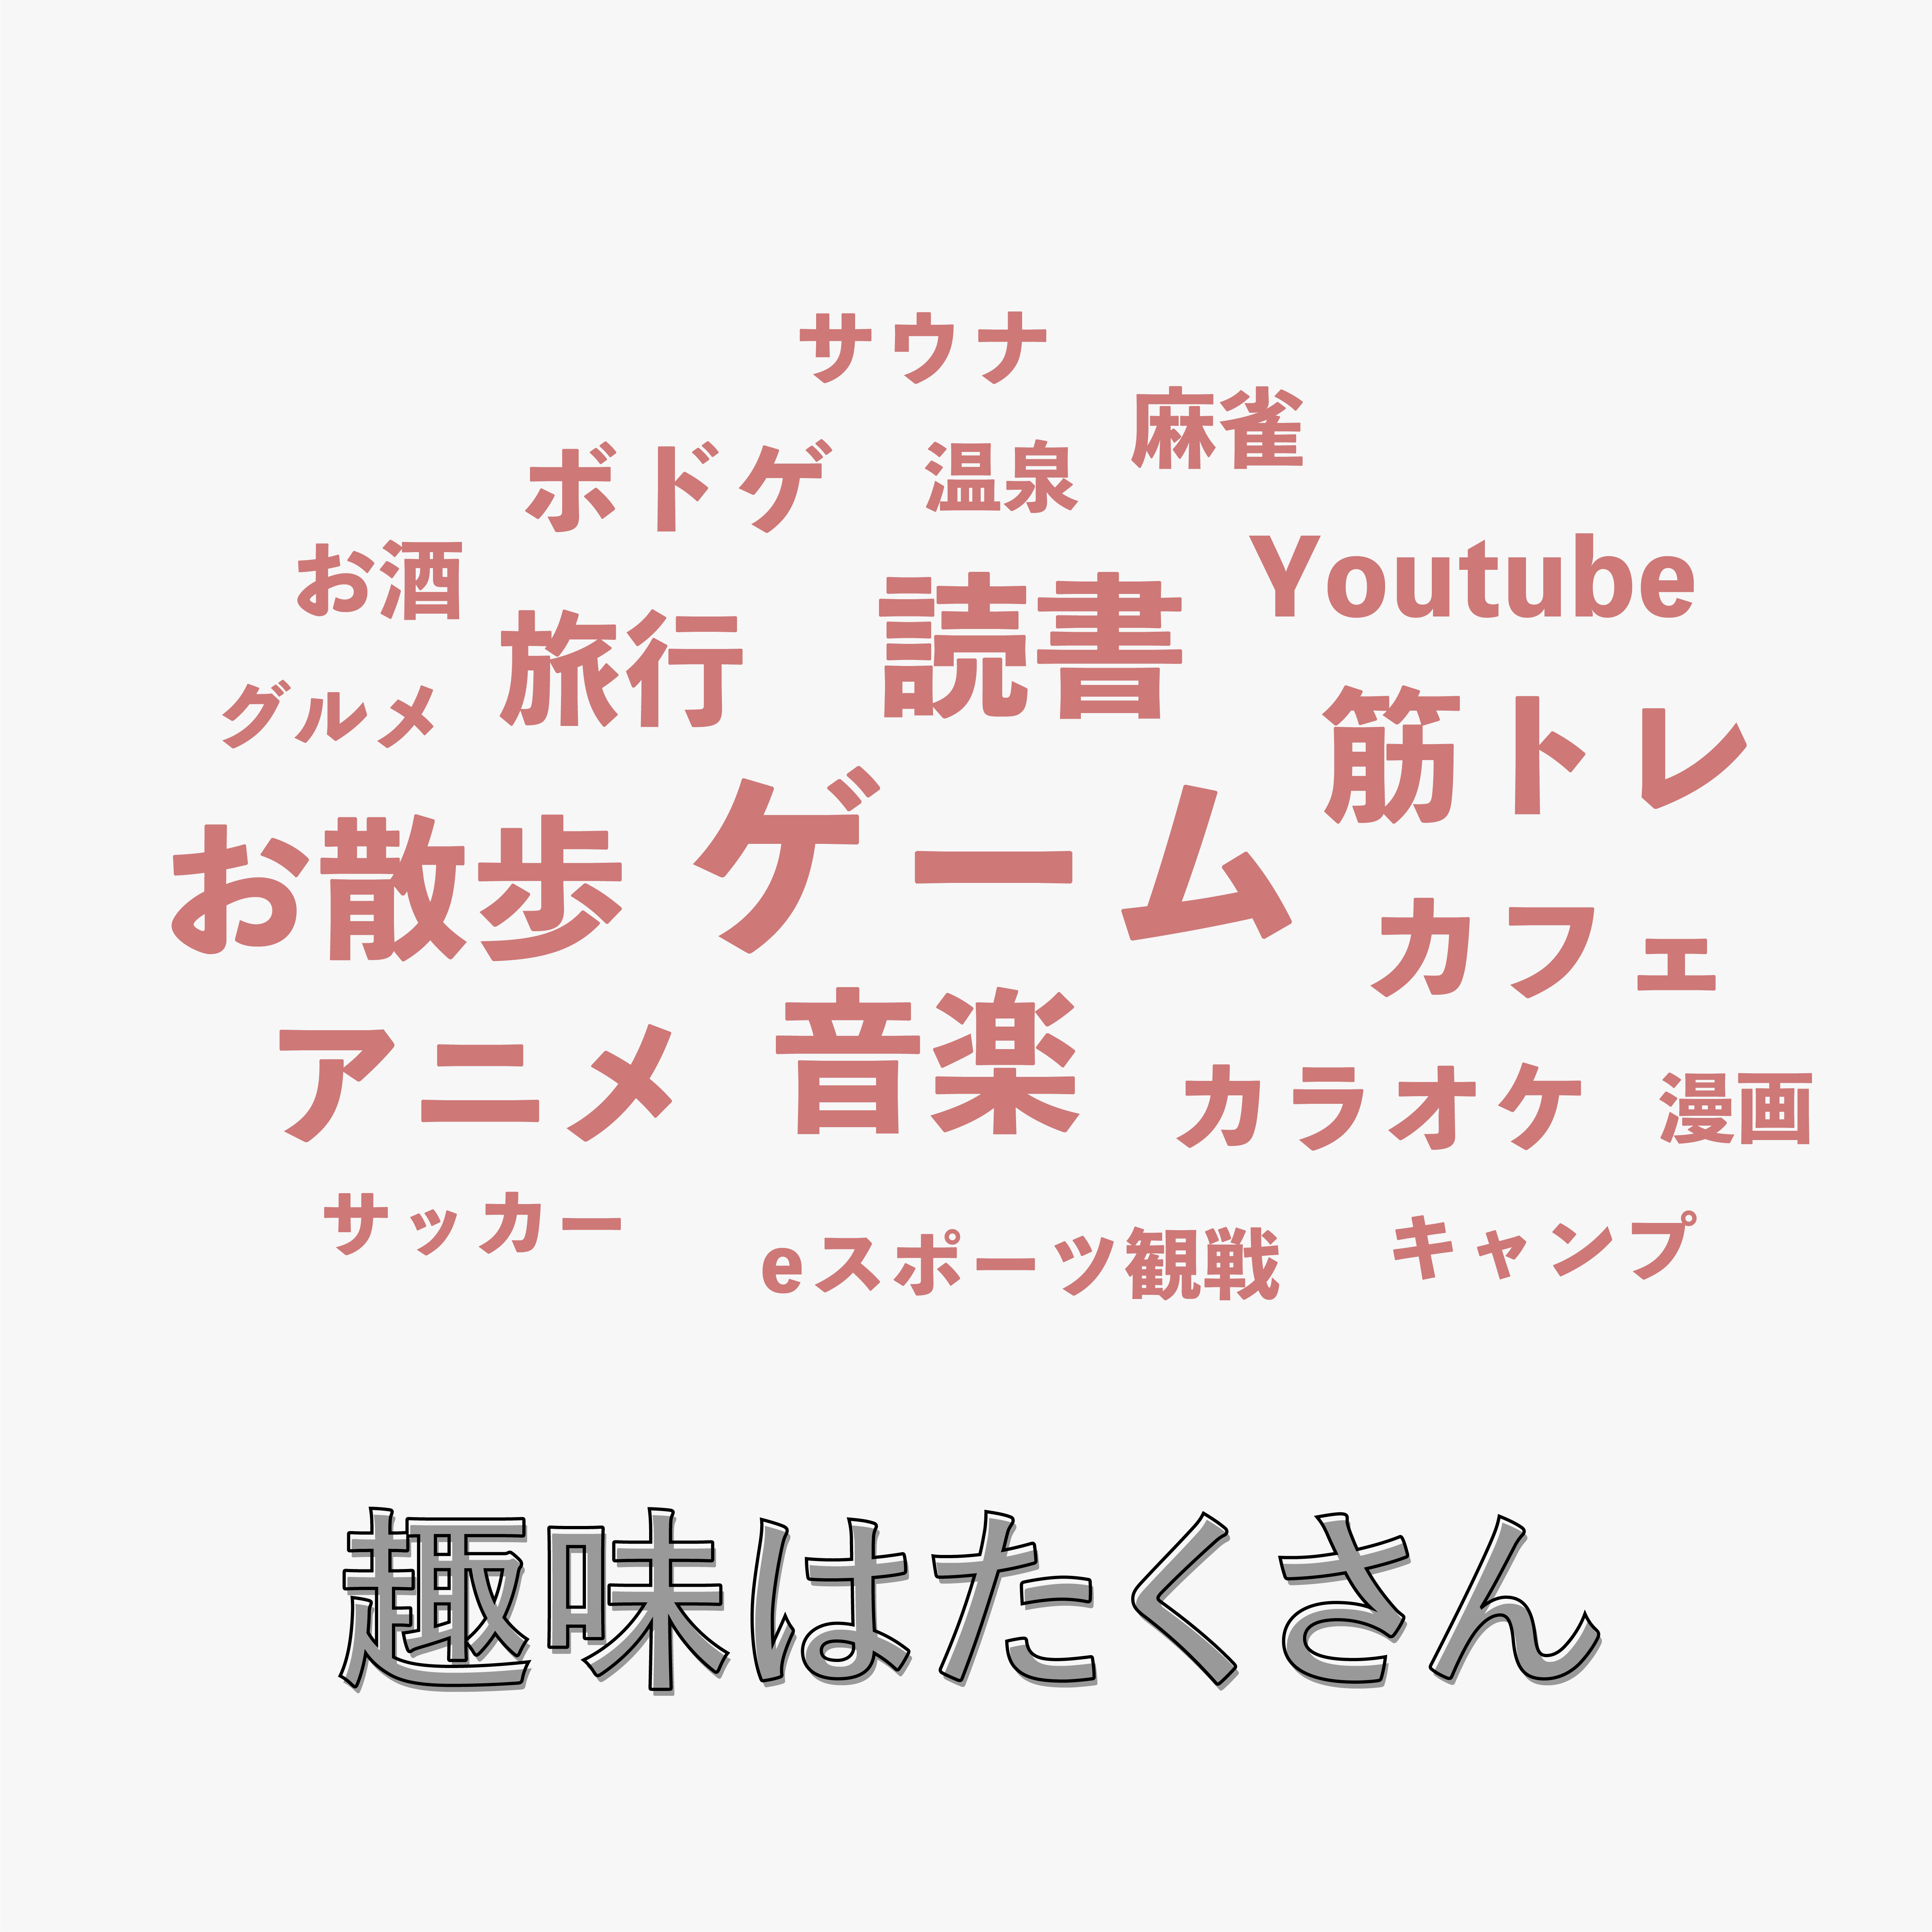 サウナ
麻雀
ボドゲ
温泉
お酒
Youtube
旅行
読書
グルメ
筋トレ
お散歩
ゲーム
カフェ
アニメ
音楽
カラオケ
漫画
サッカー
eスポーツ観戦
キャンプ
趣味はたくさん